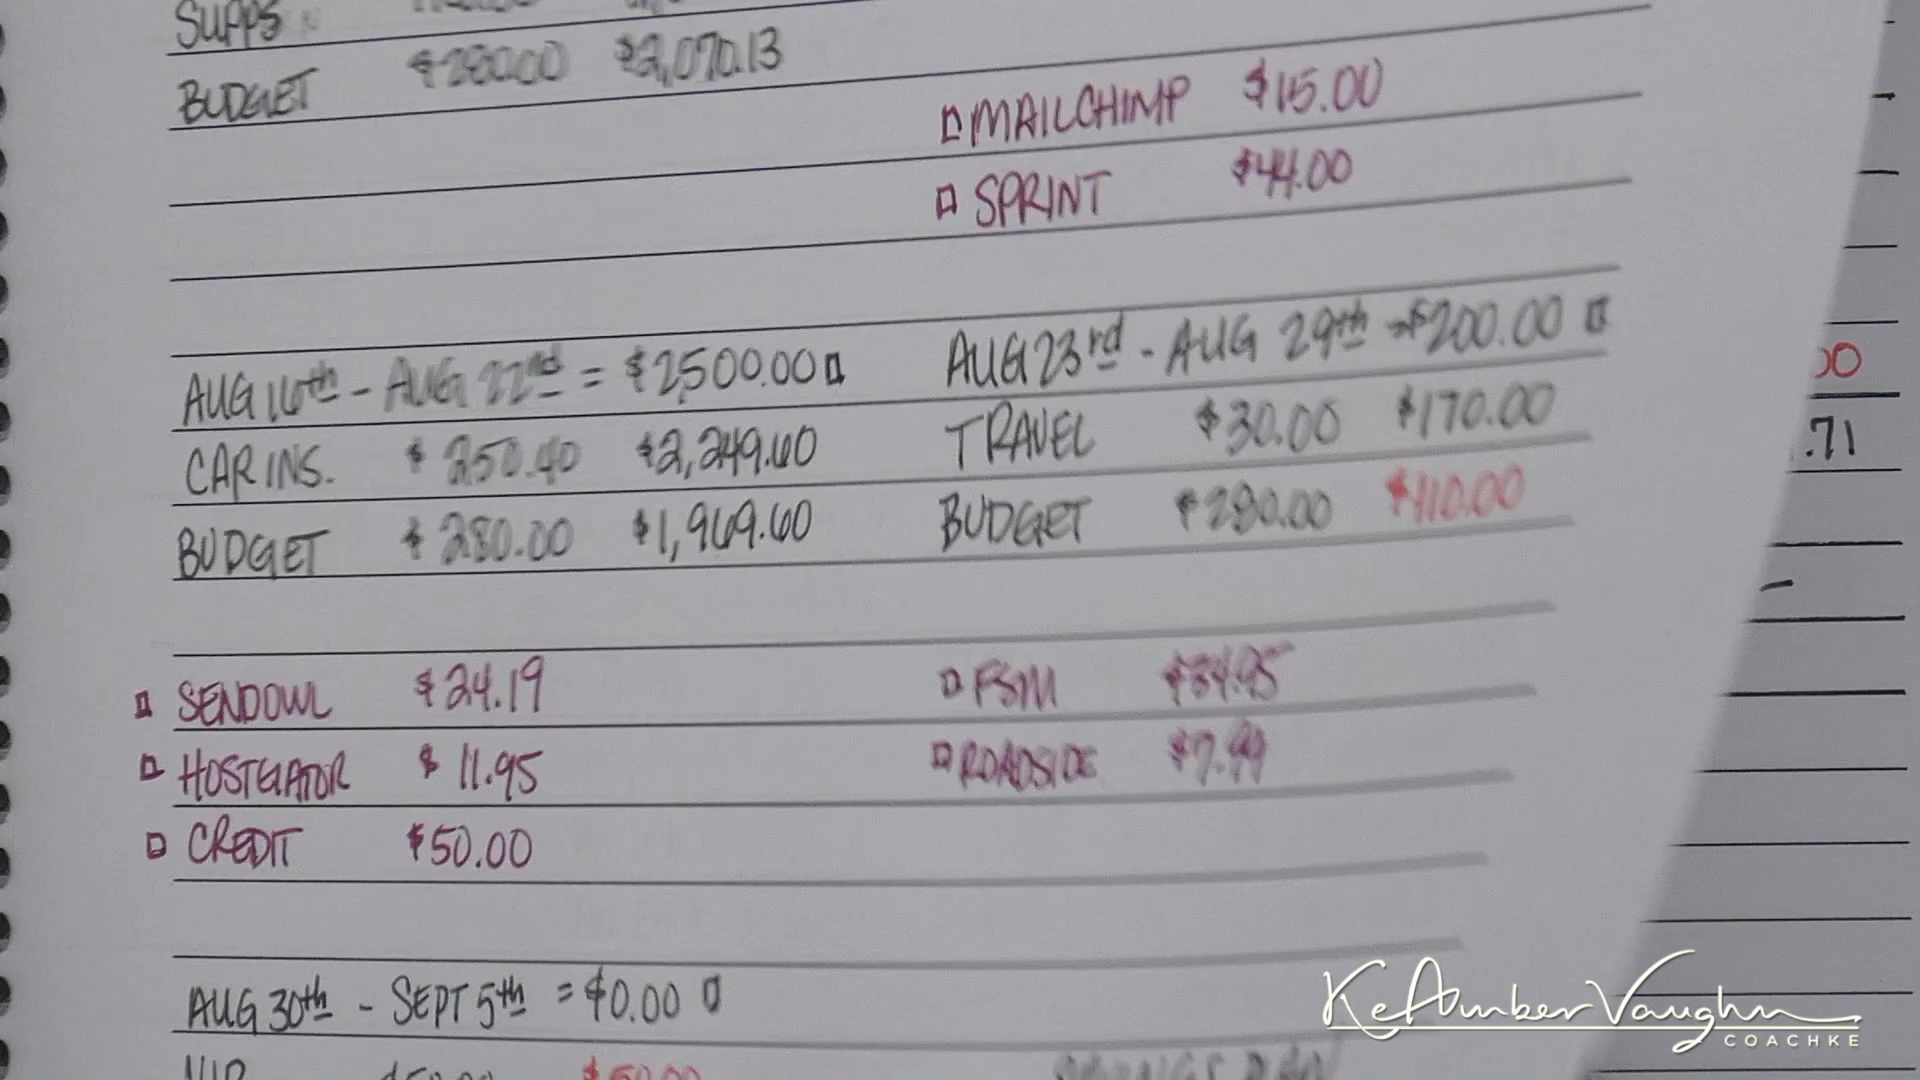 SUPPS
BUDGET $280.00 $2,070.13
MAILCHIMP $15.00
SPRINT $44.00
AUG 16th - AUG 22nd = $2,500.00
CAR INS. $250.40 $2,249.60
BUDGET $280.00 $1,969.60
SENDOWL $24.19
HOSTGATOR $11.95
CREDIT $50.00
AUG 23rd - AUG 29th = $200.00
TRAVEL $30.00 $170.00
BUDGET $280.00 $110.00
FSM $34.95
ROADSIDE $7.99
AUG 30th - SEPT 5th = $0.00
.71
KeAmber Vaughn
COACHKE